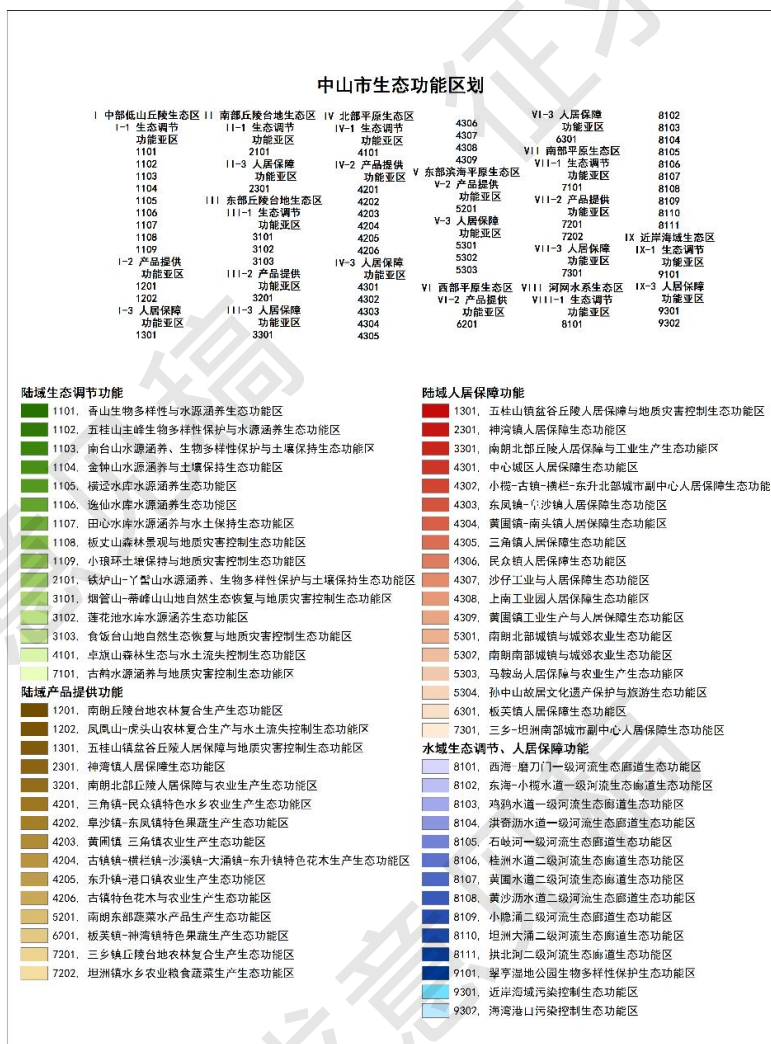 中山市生态功能区划
I 中部低山丘陵生态区
I-1 生态调节
功能亚区
1101
1102
1103
1104
1105
1106
1107
1108
1109
I-2 产品提供
功能亚区
1201
1202
I-3 人居保障
功能亚区
1301
II 南部丘陵台地生态区
II-1 生态调节
功能亚区
2101
II-3 人居保障
功能亚区
2301
III 东部丘陵台地生态区
III-1 生态调节
功能亚区
3101
3102
3103
III-2 产品提供
功能亚区
3201
III-3 人居保障
功能亚区
3301
IV 北部平原生态区
IV-1 生态调节
功能亚区
4101
IV-2 产品提供
功能亚区
4201
4202
4203
4204
4205
4206
IV-3 人居保障
功能亚区
4301
4302
4303
4304
4305
4306
4307
4308
4309
V 东部滨海平原生态区
V-2 产品提供
功能亚区
5201
V-3 人居保障
功能亚区
5301
5302
5303
VI 西部平原生态区
VI-2 产品提供
功能亚区
6201
VI-3 人居保障
功能亚区
6301
VII 南部平原生态区
VII-1 生态调节
功能亚区
7101
VII-2 产品提供
功能亚区
7201
7202
VII-3 人居保障
功能亚区
7301
VIII 河网水系生态区
VIII-1 生态调节
功能亚区
8101
8102
8103
8104
8105
8106
8107
8108
8109
8110
8111
IX 近岸海域生态区
IX-1 生态调节
功能亚区
9101
IX-3 人居保障
功能亚区
9301
9302
陆域生态调节功能
1101, 香山生物多样性与水源涵养生态功能区
1102, 五桂山主峰生物多样性保护与水源涵养生态功能区
1103, 南台山水源涵养、生物多样性保护与土壤保持生态功能区
1104, 金钟山水源涵养与土壤保持生态功能区
1105, 横迳水库水源涵养生态功能区
1106, 逸仙水库水源涵养生态功能区
1107, 田心水库水源涵养与水土保持生态功能区
1108, 板丈山森林景观与地质灾害控制生态功能区
1109, 小琅环土壤保持与地质灾害控制生态功能区
2101, 铁炉山-丫髻山水源涵养、生物多样性保护与土壤保持生态功能区
3101, 烟管山-蒂峰山山地自然生态恢复与地质灾害控制生态功能区
3102, 莲花池水库水源涵养生态功能区
3103, 食饭台山地自然生态恢复与地质灾害控制生态功能区
4101, 卓旗山森林生态与水土流失控制生态功能区
7101, 古鹤水源涵养与地质灾害控制生态功能区
陆域产品提供功能
1201, 南朗丘陵台地农林复合生产生态功能区
1202, 凤凰山-虎头山农林复合生产与水土流失控制生态功能区
1301, 五桂山镇盆谷丘陵人居保障与地质灾害控制生态功能区
2301, 神湾镇人居保障生态功能区
3201, 南朗北部丘陵人居保障与农业生产生态功能区
4201, 三角镇-民众镇特色水乡农业生产生态功能区
4202, 阜沙镇-东凤镇特色果蔬生产生态功能区
4203, 黄圃镇 三角镇农业生产生态功能区
4204, 古镇镇-横栏镇-沙溪镇-大涌镇-东升镇特色花木生产生态功能区
4205, 东升镇-港口镇农业生产生态功能区
4206, 古镇特色花木与农业生产生态功能区
5201, 南朗东部蔬菜水产品生产生态功能区
6201, 板芙镇-神湾镇特色果蔬生产生态功能区
7201, 三乡镇丘陵台地农林复合生产生态功能区
7202, 坦洲镇水乡农业粮食蔬菜生产生态功能区
陆域人居保障功能
1301, 五桂山镇盆谷丘陵人居保障与地质灾害控制生态功能区
2301, 神湾镇人居保障生态功能区
3301, 南朗北部丘陵人居保障与工业生产生态功能区
4301, 中心城区人居保障生态功能区
4302, 小榄-古镇-横栏-东升北部城市副中心人居保障生态功能
4303, 东凤镇-阜沙镇人居保障生态功能区
4304, 黄圃镇-南头镇人居保障生态功能区
4305, 三角镇人居保障生态功能区
4306, 民众镇人居保障生态功能区
4307, 沙仔工业与人居保障生态功能区
4308, 上南工业园人居保障生态功能区
4309, 黄圃镇工业生产与人居保障生态功能区
5301, 南朗北部城镇与城郊农业生态功能区
5302, 南朗南部城镇与城郊农业生态功能区
5303, 马鞍岛人居保障与农业生产生态功能区
5304, 孙中山故居文化遗产保护与旅游生态功能区
6301, 板芙镇人居保障生态功能区
7301, 三乡-坦洲南部城市副中心人居保障生态功能区
水域生态调节、人居保障功能
8101, 西海-磨刀门一级河流生态廊道生态功能区
8102, 东海-小榄水道一级河流生态廊道生态功能区
8103, 鸡鸦水道一级河流生态廊道生态功能区
8104, 洪奇沥水道一级河流生态廊道生态功能区
8105, 石岐河一级河流生态廊道生态功能区
8106, 桂洲水道二级河流生态廊道生态功能区
8107, 黄圃水道二级河流生态廊道生态功能区
8108, 黄沙沥水道二级河流生态廊道生态功能区
8109, 小隐涌二级河流生态廊道生态功能区
8110, 坦洲大涌二级河流生态廊道生态功能区
8111, 拱北河二级河流生态廊道生态功能区
9101, 翠亨湿地公园生物多样性保护生态功能区
9301, 近岸海域污染控制生态功能区
9302, 海湾港口污染控制生态功能区